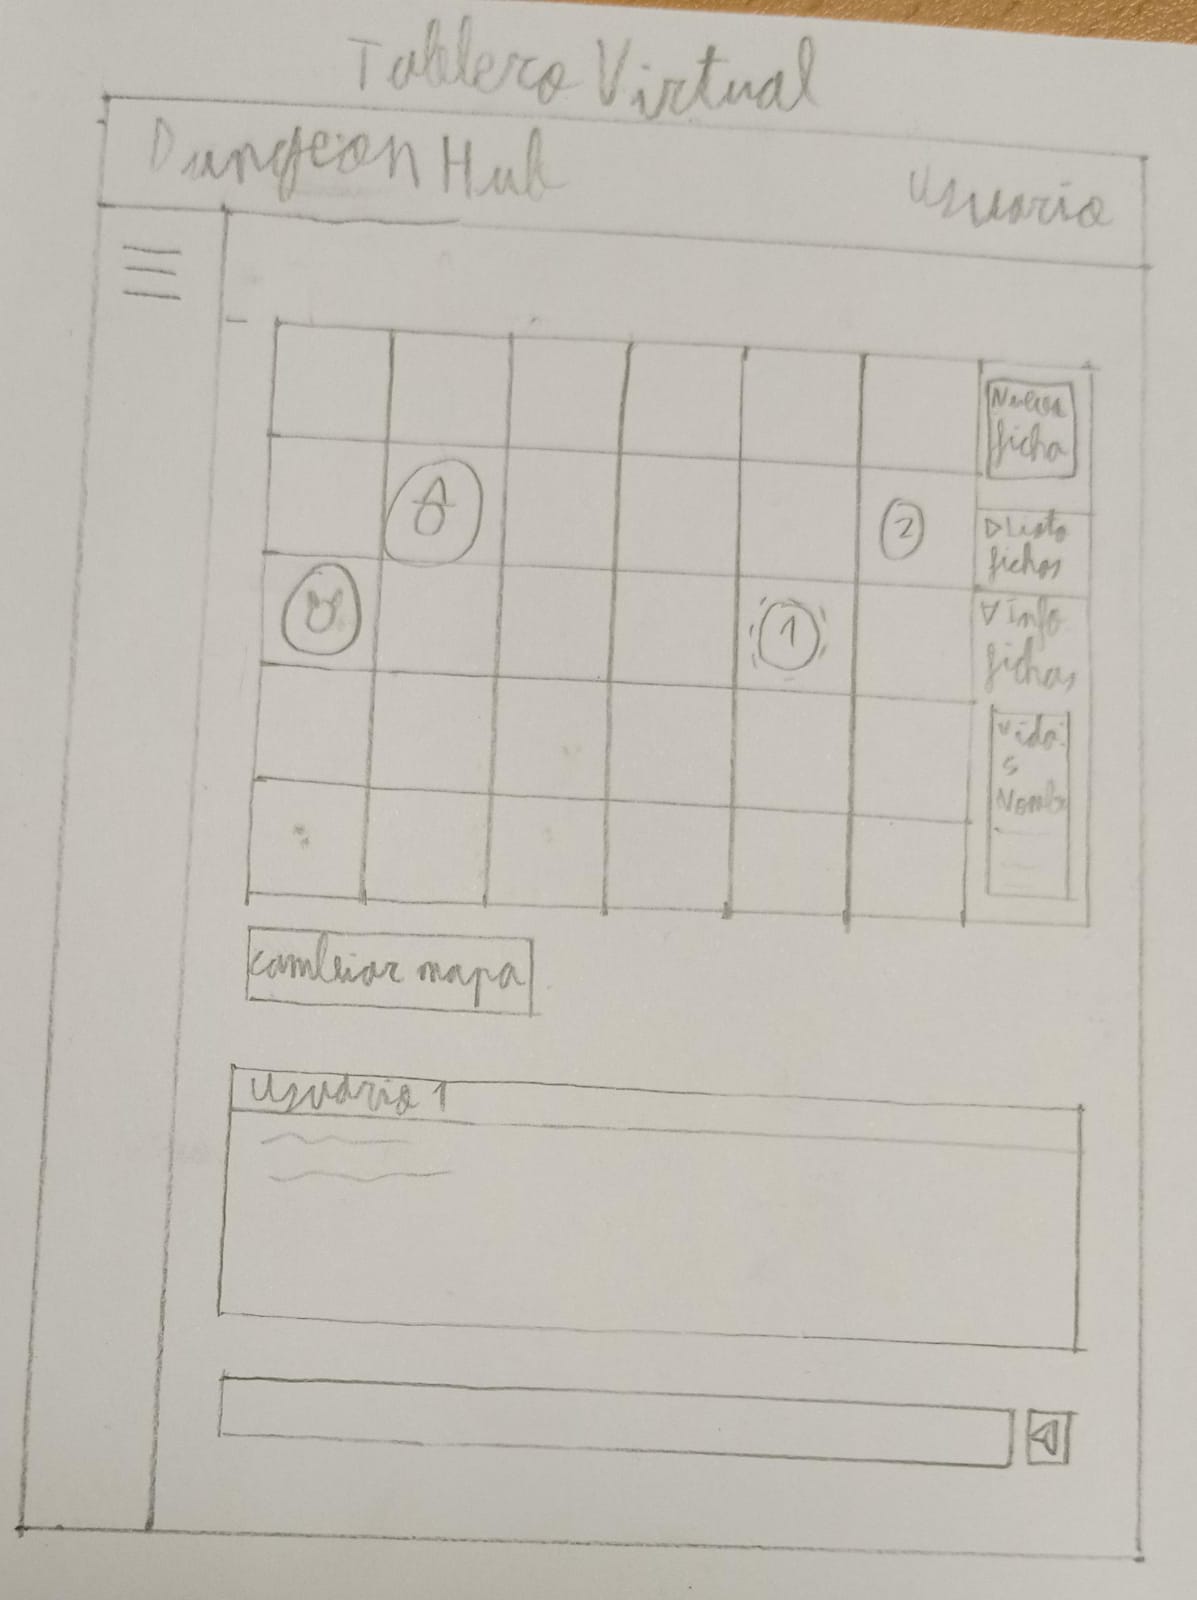 Tablero Virtual
Dungeon Hub
Usuario
Nueva
ficha
2
Lista
fichas
1
Info
fichas
Vida:
5
Nomb
cambiar mapa
Usuario 1